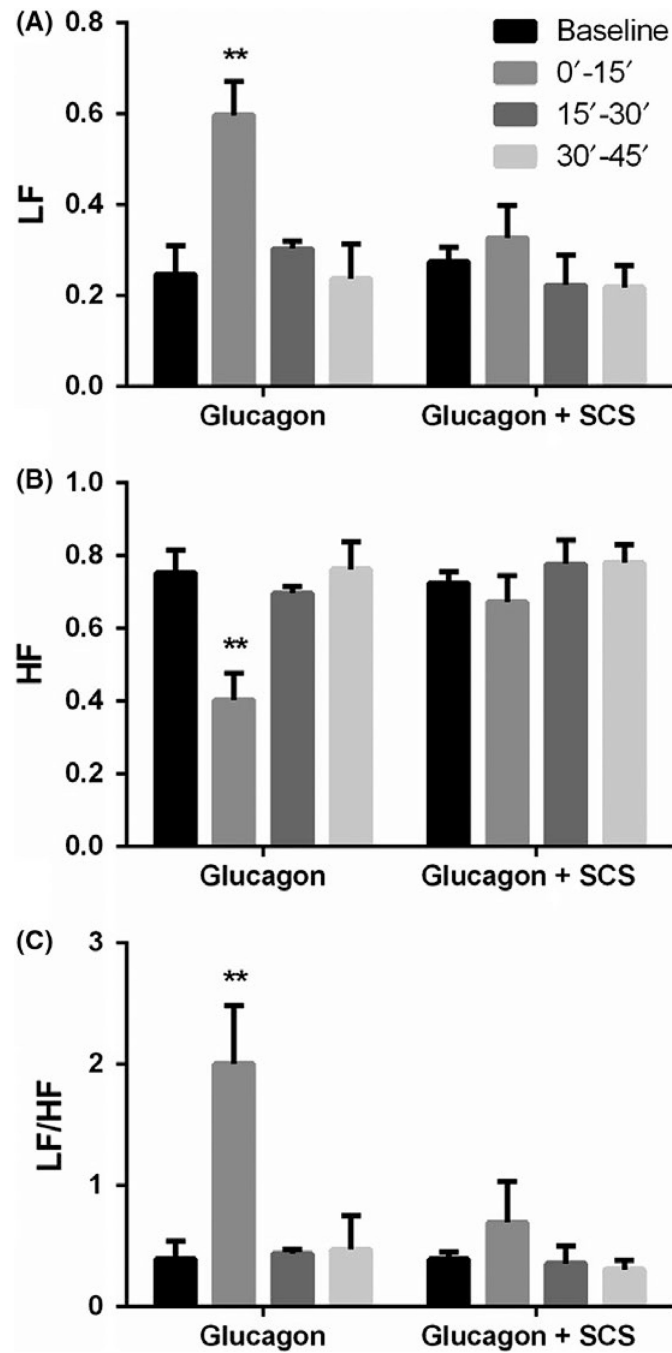 (A)
LF
0.8
0.6
0.4
0.2
0.0
**
Baseline
0′-15′
15′-30′
30′-45′
Glucagon
Glucagon + SCS
(B)
HF
1.0
0.8
0.6
0.4
0.2
0.0
**
Glucagon
Glucagon + SCS
(C)
LF/HF
3
2
1
0
**
Glucagon
Glucagon + SCS